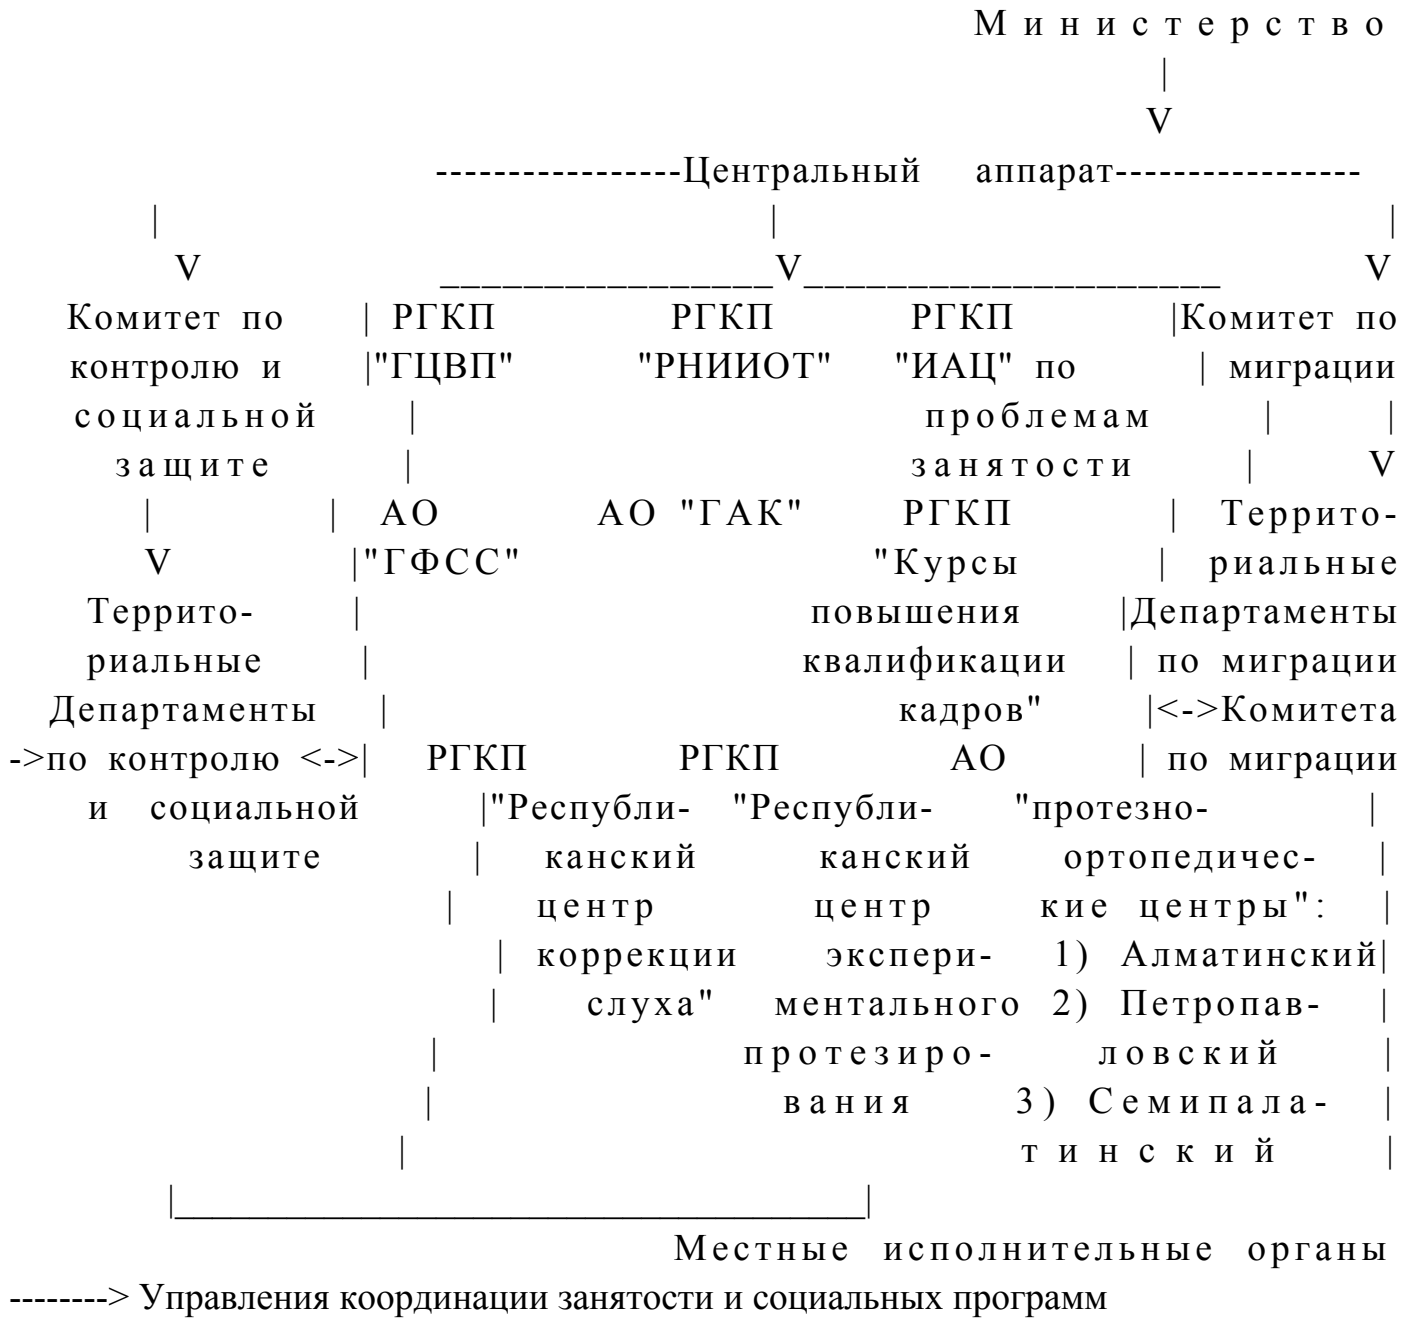 Министерство
|
V
-----------------Центральный аппарат-----------------
| | |
V ________________V____________________ V
Комитет по | РГКП РГКП РГКП |Комитет по
контролю и |"ГЦВП" "РНИИОТ" "ИАЦ" по | миграции
социальной | проблемам | |
защите | занятости | V
| | АО АО "ГАК" РГКП | Террито-
V |"ГФСС" "Курсы | риальные
Террито- | повышения |Департаменты
риальные | квалификации | по миграции
Департаменты | кадров" |<->Комитета
->по контролю <->| РГКП РГКП АО | по миграции
и социальной |"Республи- "Республи- "протезно- |
защите | канский канский ортопедичес- |
| центр центр кие центры": |
| коррекции экспери- 1) Алматинский|
| слуха" ментального 2) Петропав- |
| протезиро- ловский |
| вания 3) Семипала- |
| тинский |
|_____________________________________|
Местные исполнительные органы
--------> Управления координации занятости и социальных программ